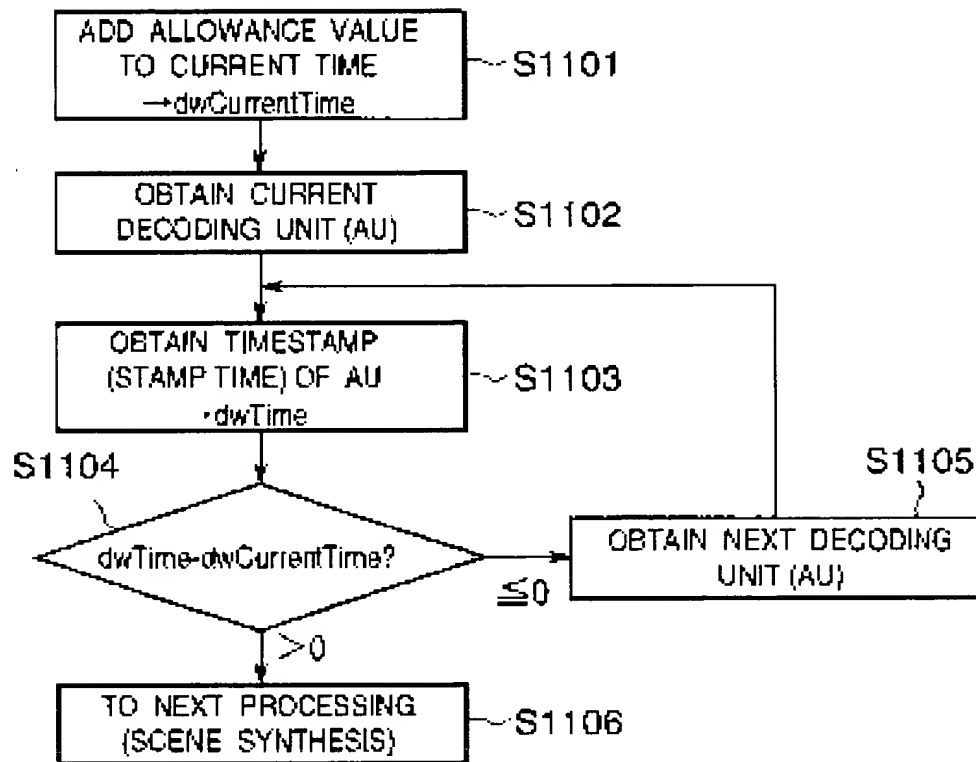 ADD ALLOWANCE VALUE
TO CURRENT TIME
→dwCurrentTime
S1101
OBTAIN CURRENT
DECODING UNIT (AU)
S1102
OBTAIN TIMESTAMP
(STAMP TIME) OF AU
·dwTime
S1103
S1104
dwTime-dwCurrentTime?
≦0
>0
S1105
OBTAIN NEXT DECODING
UNIT (AU)
TO NEXT PROCESSING
(SCENE SYNTHESIS)
S1106